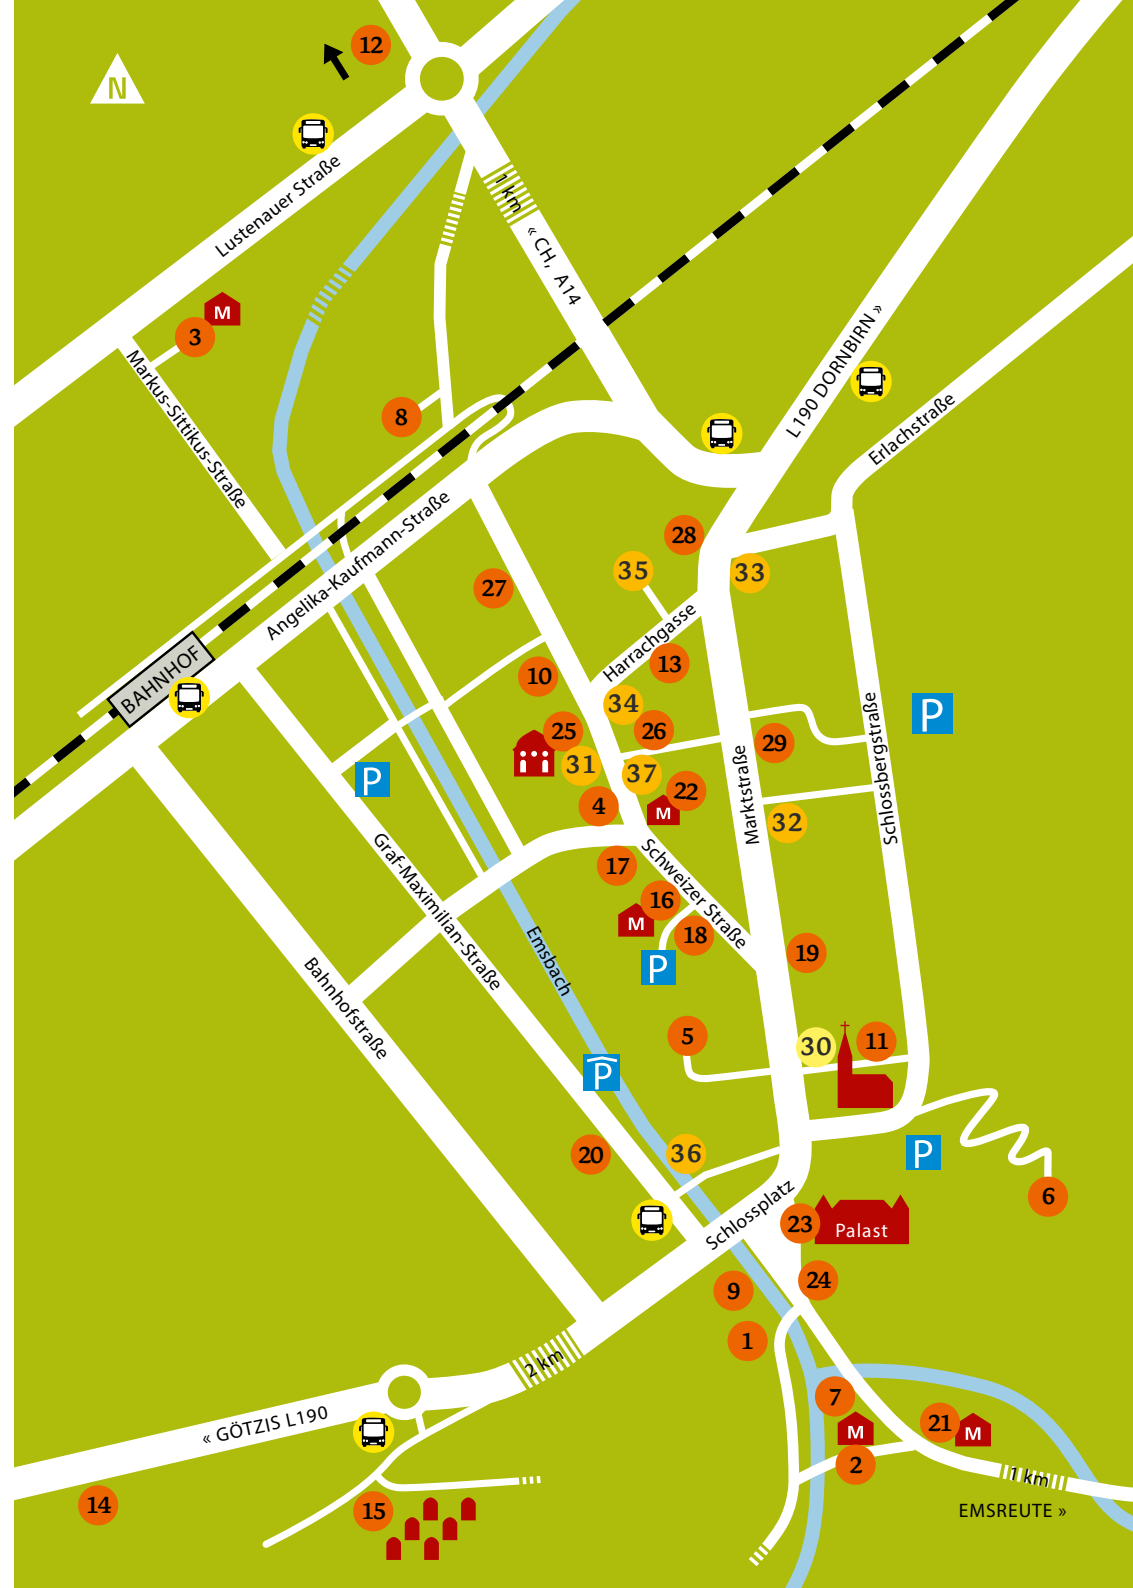 12
N
Lustenauer Straße
1 km
« CH, A14
M
3
Markus-Sittikus-Straße
8
L190 DORNBIRN »
Erlachstraße
Angelika-Kaufmann-Straße
28
35
33
27
Harrachgasse
13
BAHNHOF
10
34
25
26
29
P
31
37
P
22
4
M
32
Marktstraße
Schlossbergstraße
Graf-Maximilian-Straße
17
Schweizer Straße
16
M
18
P
19
Emsbach
Bahnhofstraße
5
30
11
P
20
36
P
6
Schlossplatz
23
Palast
24
9
1
2 km
7
« GÖTZIS L190
M
21
M
2
1 km
14
15
EMSREUTE »